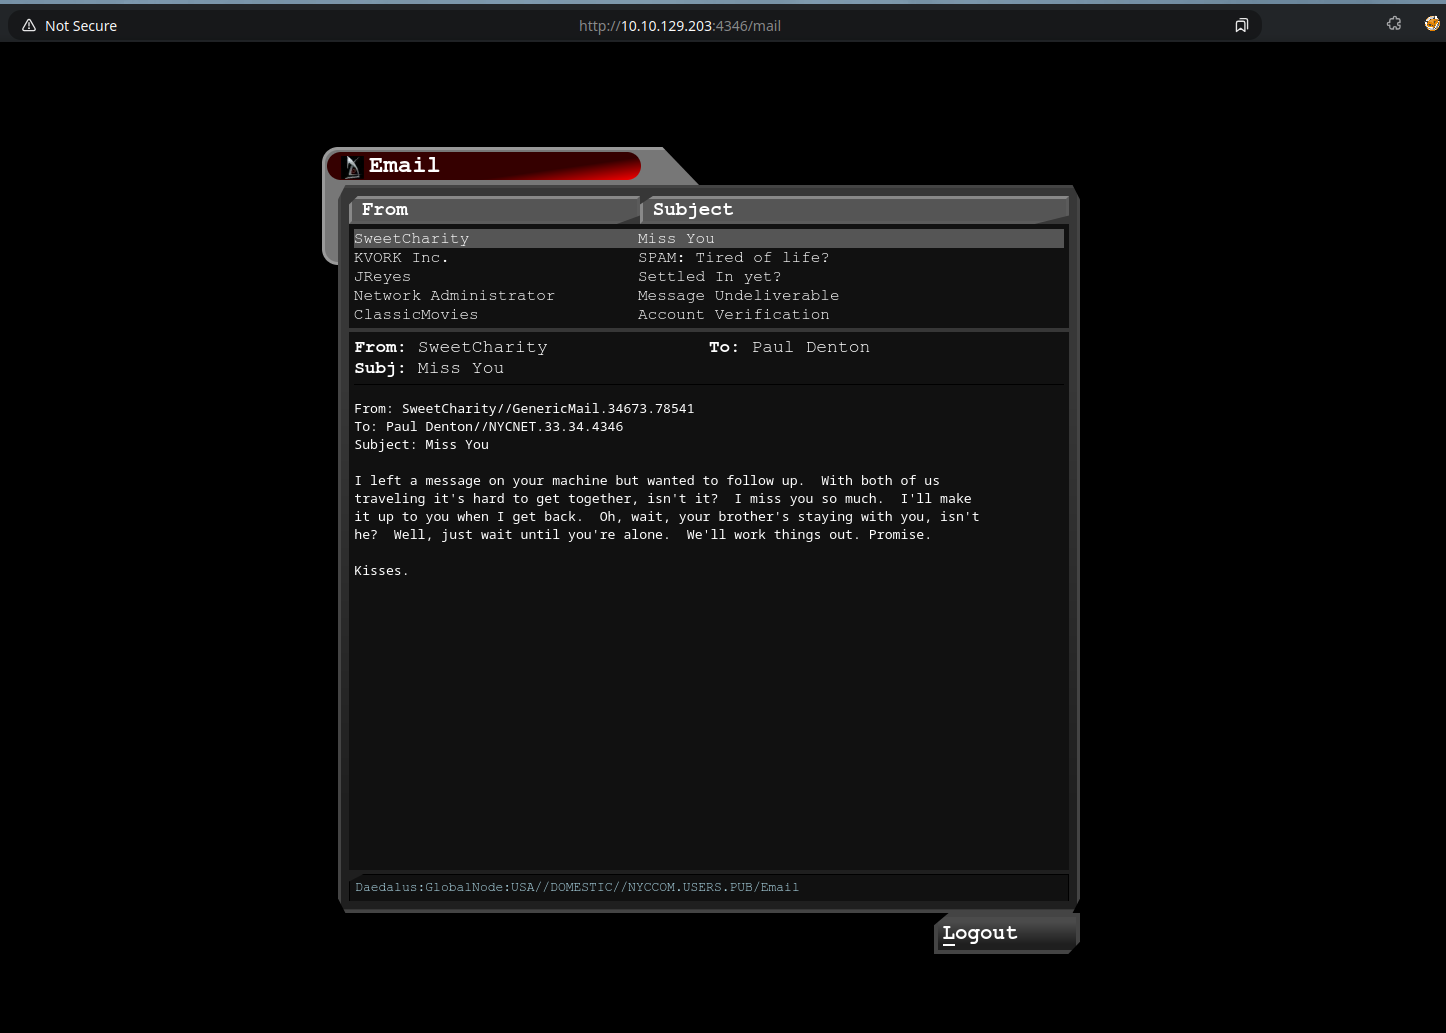 Not Secure http://10.10.129.203:4346/mail
Email
From Subject
SweetCharity Miss You
KVORK Inc. SPAM: Tired of life?
JReyes Settled In yet?
Network Administrator Message Undeliverable
ClassicMovies Account Verification
From: SweetCharity To: Paul Denton
Subj: Miss You
From: SweetCharity//GenericMail.34673.78541
To: Paul Denton//NYCNET.33.34.4346
Subject: Miss You
I left a message on your machine but wanted to follow up.  With both of us
traveling it's hard to get together, isn't it?  I miss you so much.  I'll make
it up to you when I get back.  Oh, wait, your brother's staying with you, isn't
he?  Well, just wait until you're alone.  We'll work things out. Promise.
Kisses.
Daedalus:GlobalNode:USA//DOMESTIC//NYCCOM.USERS.PUB/Email
Logout